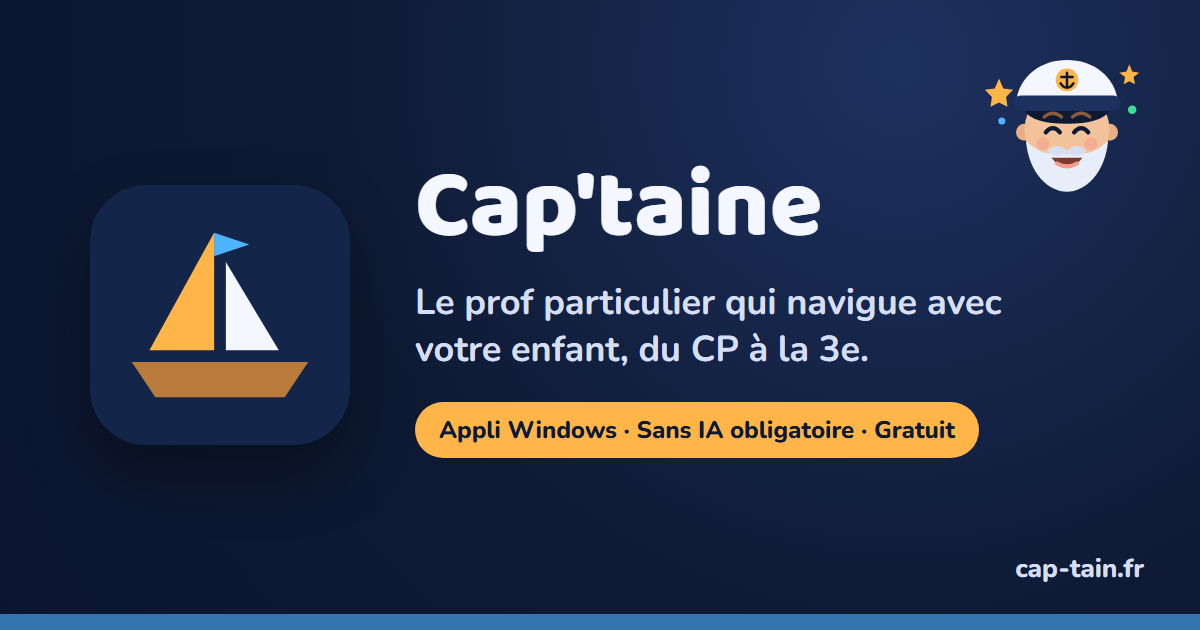 Cap'taine
Le prof particulier qui navigue avec
votre enfant, du CP à la 3e.
Appli Windows · Sans IA obligatoire · Gratuit
cap-tain.fr